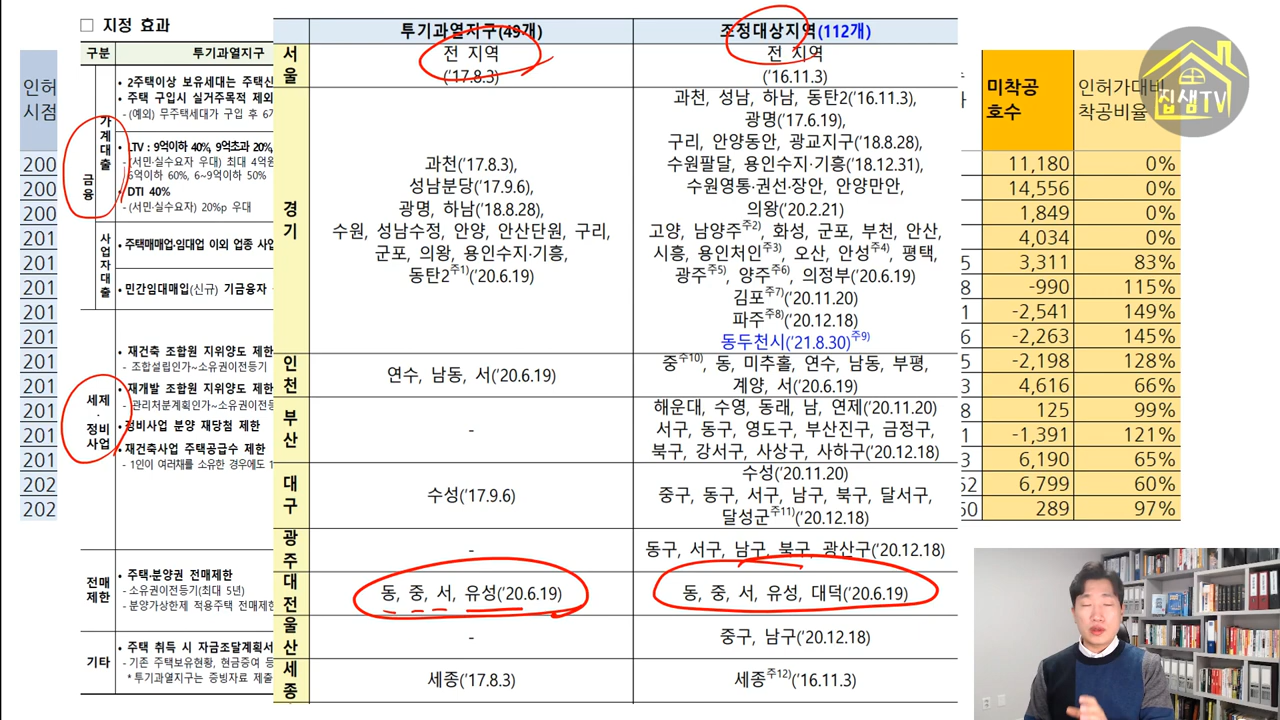 □ 지정 효과
구분
투기과열지구
금융
가계대출
• 2주택이상 보유세대는 주택신
• 주택 구입시 실거주목적 제외
- (예외) 무주택세대가 구입 후 6
• LTV : 9억이하 40%, 9억초과 20%,
- (서민·실수요자 우대) 최대 4억원
6억이하 60%, 6~9억이하 50%
• DTI 40%
- (서민·실수요자) 20%p 우대
사업자대출
• 주택매매업·임대업 이외 업종 사업
• 민간임대매입(신규) 기금융자
세제
·
정비
사업
• 재건축 조합원 지위양도 제한
- 조합설립인가~소유권이전등기
• 재개발 조합원 지위양도 제한
- 관리처분계획인가~소유권이전등
• 정비사업 분양 재당첨 제한
• 재건축사업 주택공급수 제한
- 1인이 여러채를 소유한 경우에도 1
전매
제한
• 주택·분양권 전매제한
- 소유권이전등기(최대 5년)
- 분양가상한제 적용주택 전매제한
기타
• 주택 취득 시 자금조달계획서
- 기존 주택보유현황, 현금증여 등
* 투기과열지구는 증빙자료 제출
인허
시점
200
200
200
201
201
201
201
201
201
201
201
201
201
202
202
투기과열지구(49개)
조정대상지역(112개)
서울
전 지역
('17.8.3)
전 지역
('16.11.3)
경기
과천('17.8.3),
성남분당('17.9.6),
광명, 하남('18.8.28),
수원, 성남수정, 안양, 안산단원, 구리,
군포, 의왕, 용인수지·기흥,
동탄2주1)('20.6.19)
과천, 성남, 하남, 동탄2('16.11.3),
광명('17.6.19),
구리, 안양동안, 광교지구('18.8.28),
수원팔달, 용인수지·기흥('18.12.31),
수원영통·권선·장안, 안양만안,
의왕('20.2.21)
고양, 남양주주2), 화성, 군포, 부천, 안산,
시흥, 용인처인주3), 오산, 안성주4), 평택,
광주주5), 양주주6), 의정부('20.6.19)
김포주7)('20.11.20)
파주주8)('20.12.18)
동두천시('21.8.30)주9)
인천
연수, 남동, 서('20.6.19)
중주10), 동, 미추홀, 연수, 남동, 부평,
계양, 서('20.6.19)
부산
-
해운대, 수영, 동래, 남, 연제('20.11.20)
서구, 동구, 영도구, 부산진구, 금정구,
북구, 강서구, 사상구, 사하구('20.12.18)
대구
수성('17.9.6)
수성('20.11.20)
중구, 동구, 서구, 남구, 북구, 달서구,
달성군주11)('20.12.18)
광주
-
동구, 서구, 남구, 북구, 광산구('20.12.18)
대전
동, 중, 서, 유성('20.6.19)
동, 중, 서, 유성, 대덕('20.6.19)
울산
-
중구, 남구('20.12.18)
세종
세종('17.8.3)
세종주12)('16.11.3)
미착공
호수
인허가대비
착공비율
11,180 0%
14,556 0%
1,849 0%
4,034 0%
5 3,311 83%
8 -990 115%
1 -2,541 149%
6 -2,263 145%
5 -2,198 128%
3 4,616 66%
8 125 99%
1 -1,391 121%
3 6,190 65%
52 6,799 60%
50 289 97%
집샘TV